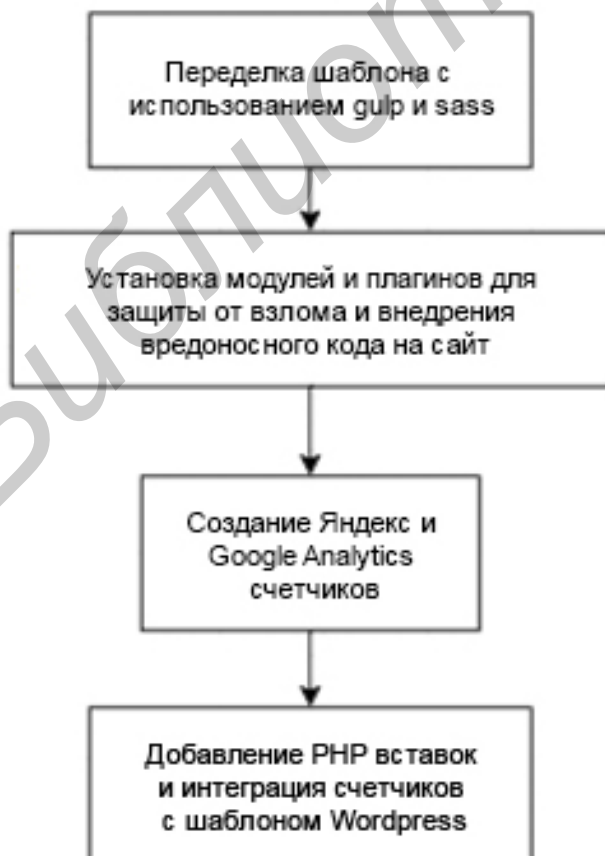 Переделка шаблона с
использованием gulp и sass
Установка модулей и плагинов для
защиты от взлома и внедрения
вредоносного кода на сайт
Создание Яндекс и
Google Analytics
счетчиков
Добавление PHP вставок
и интеграция счетчиков
с шаблоном Wordpress